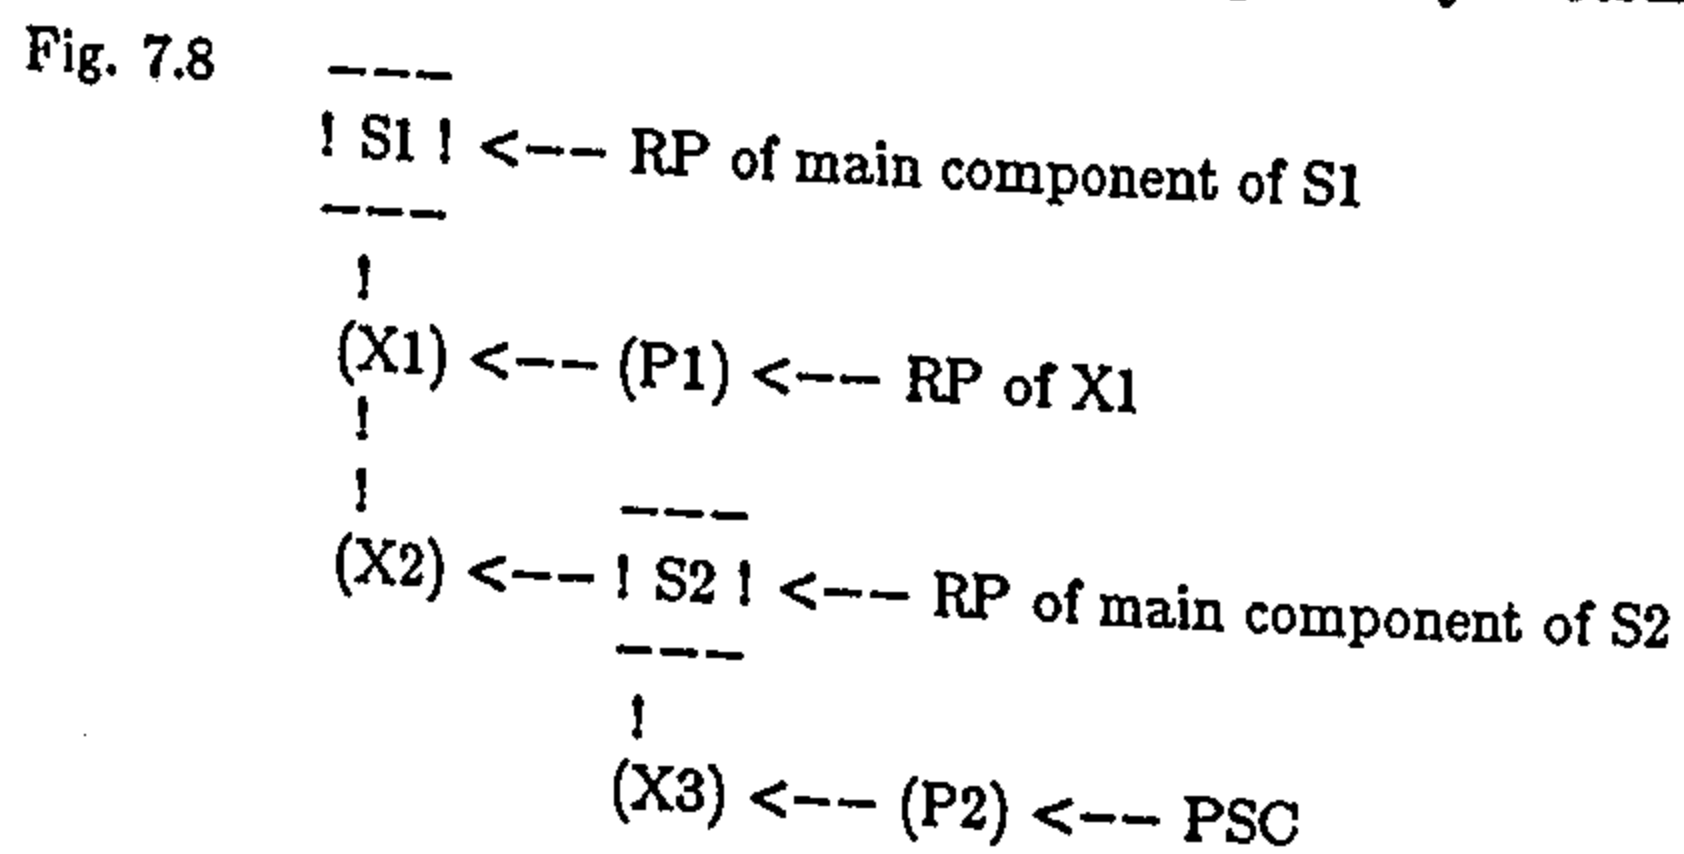 Fig. 7.8
---
! S1 ! <--- RP of main component of S1
---
!
(X1) <--- (P1) <--- RP of X1
!
!
---
(X2) <--- ! S2 ! <--- RP of main component of S2
---
!
(X3) <--- (P2) <--- PSC